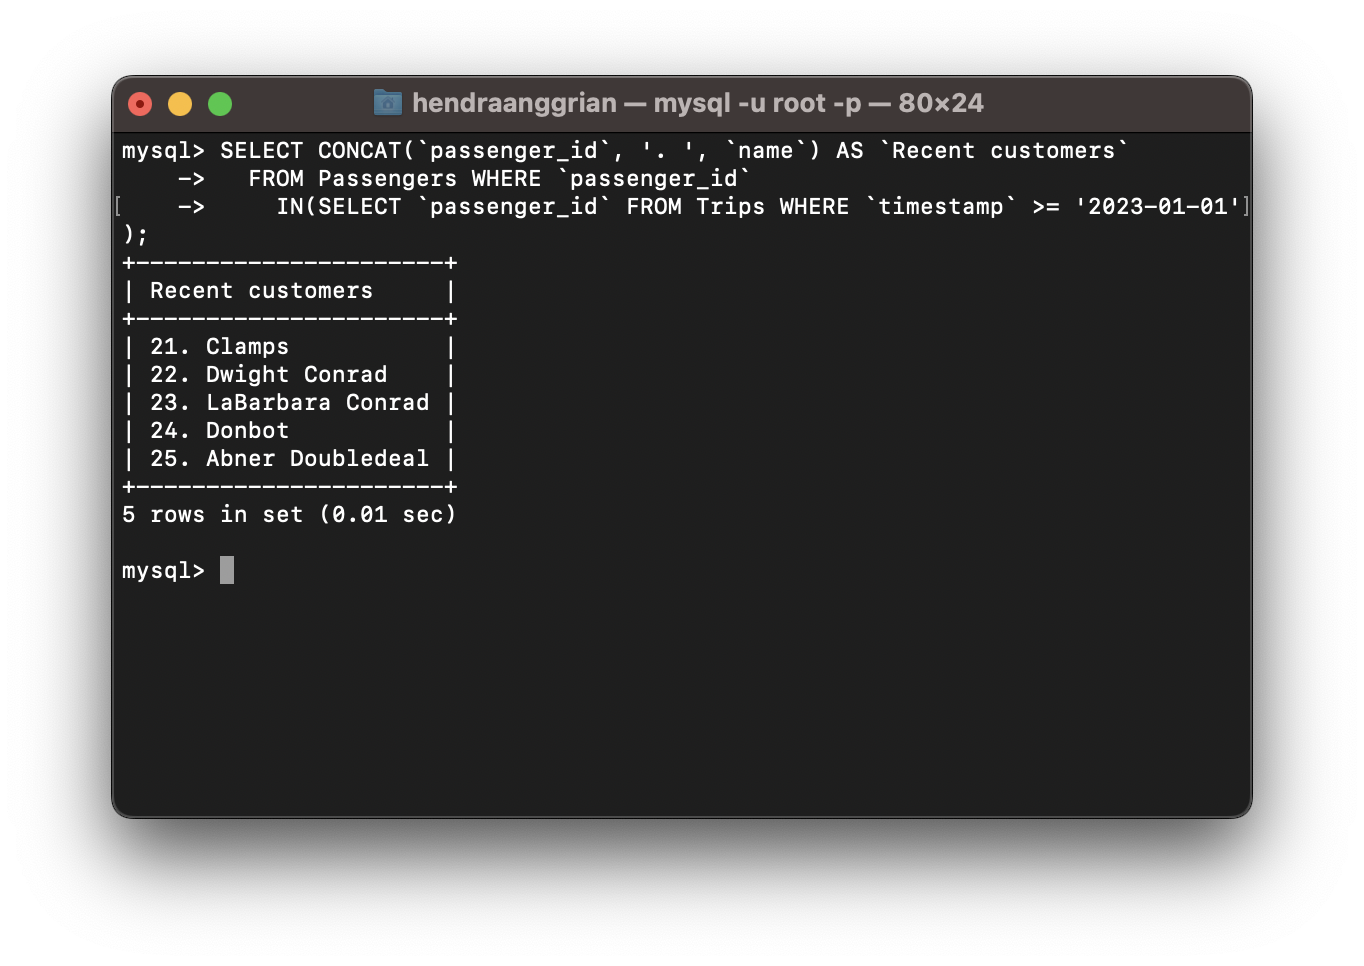 hendraanggrian — mysql -u root -p — 80×24
mysql> SELECT CONCAT(`passenger_id`, '. ', `name`) AS `Recent customers`
    ->   FROM Passengers WHERE `passenger_id`
[    ->     IN(SELECT `passenger_id` FROM Trips WHERE `timestamp` >= '2023-01-01']
);
+----------------------+
| Recent customers     |
+----------------------+
| 21. Clamps           |
| 22. Dwight Conrad    |
| 23. LaBarbara Conrad |
| 24. Donbot           |
| 25. Abner Doubledeal |
+----------------------+
5 rows in set (0.01 sec)
mysql>